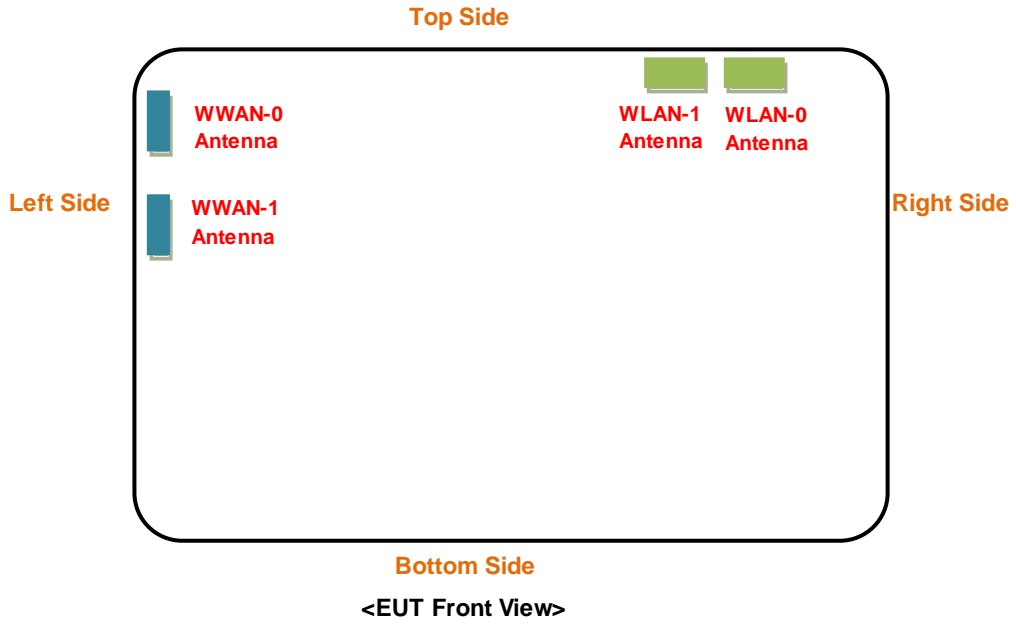 Top Side
WWAN-0
Antenna
WLAN-1
Antenna
WLAN-0
Antenna
Left Side
WWAN-1
Antenna
Right Side
Bottom Side
<EUT Front View>